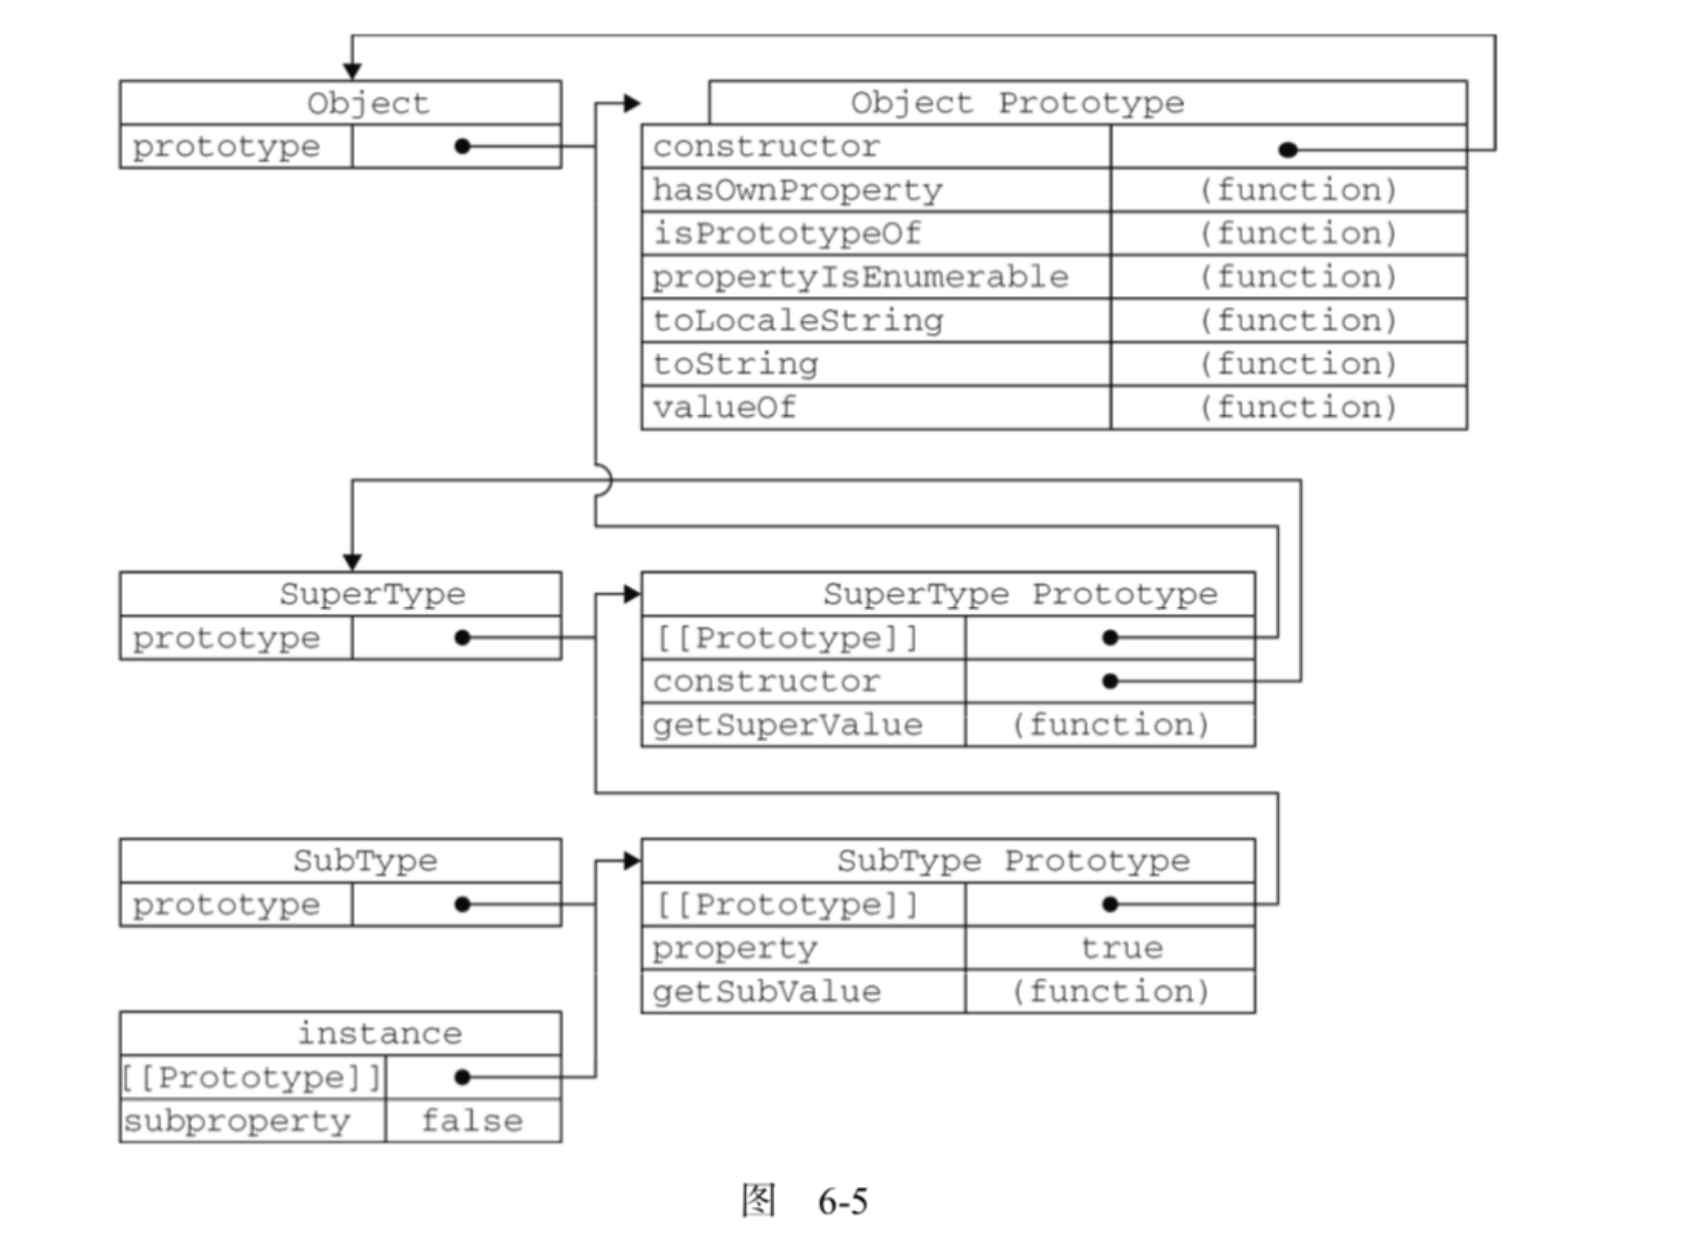 Object
prototype
Object Prototype
constructor
hasOwnProperty (function)
isPrototypeOf (function)
propertyIsEnumerable (function)
toLocaleString (function)
toString (function)
valueOf (function)
SuperType
prototype
SuperType Prototype
[[Prototype]]
constructor
getSuperValue (function)
SubType
prototype
SubType Prototype
[[Prototype]]
property true
getSubValue (function)
instance
[[Prototype]]
subproperty false
图 6-5